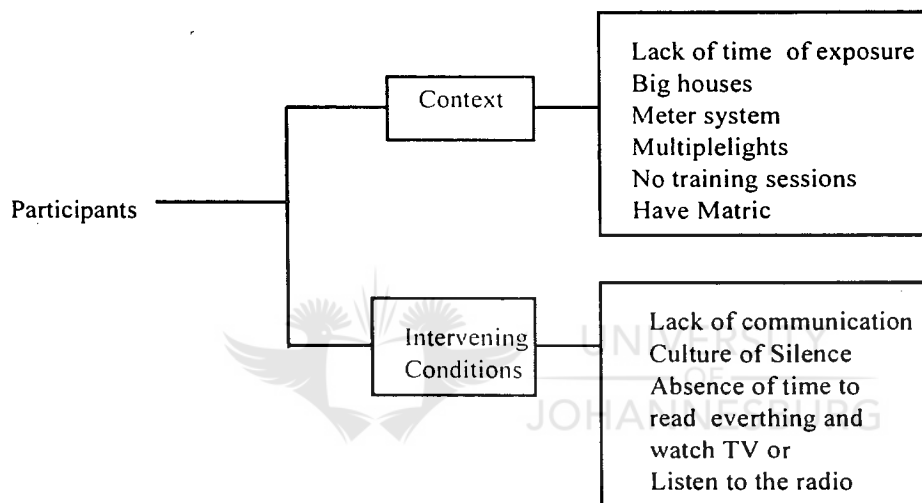 Participants
Context
Lack of time of exposure
Big houses
Meter system
Multiplelights
No training sessions
Have Matric
Intervening
Conditions
Lack of communication
Culture of Silence
Absence of time to
read everthing and
watch TV or
Listen to the radio
UNIVERSITY
OF
JOHANNESBURG